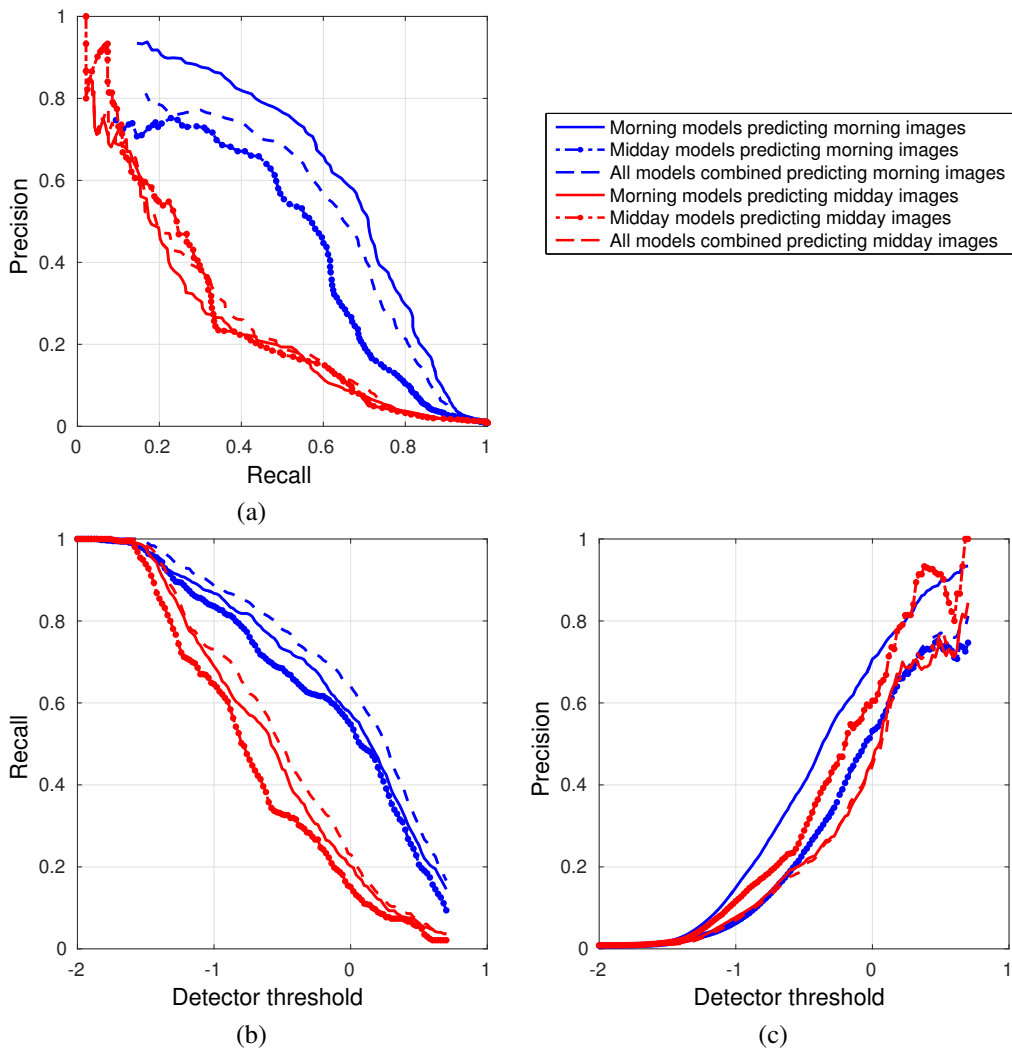 1
0.8
0.6
0.4
0.2
0
0 0.2 0.4 0.6 0.8 1
Precision
Recall
(a)
Morning models predicting morning images
Midday models predicting morning images
All models combined predicting morning images
Morning models predicting midday images
Midday models predicting midday images
All models combined predicting midday images
1
0.8
0.6
0.4
0.2
0
-2 -1 0 1
Recall
Detector threshold
(b)
1
0.8
0.6
0.4
0.2
0
-2 -1 0 1
Precision
Detector threshold
(c)